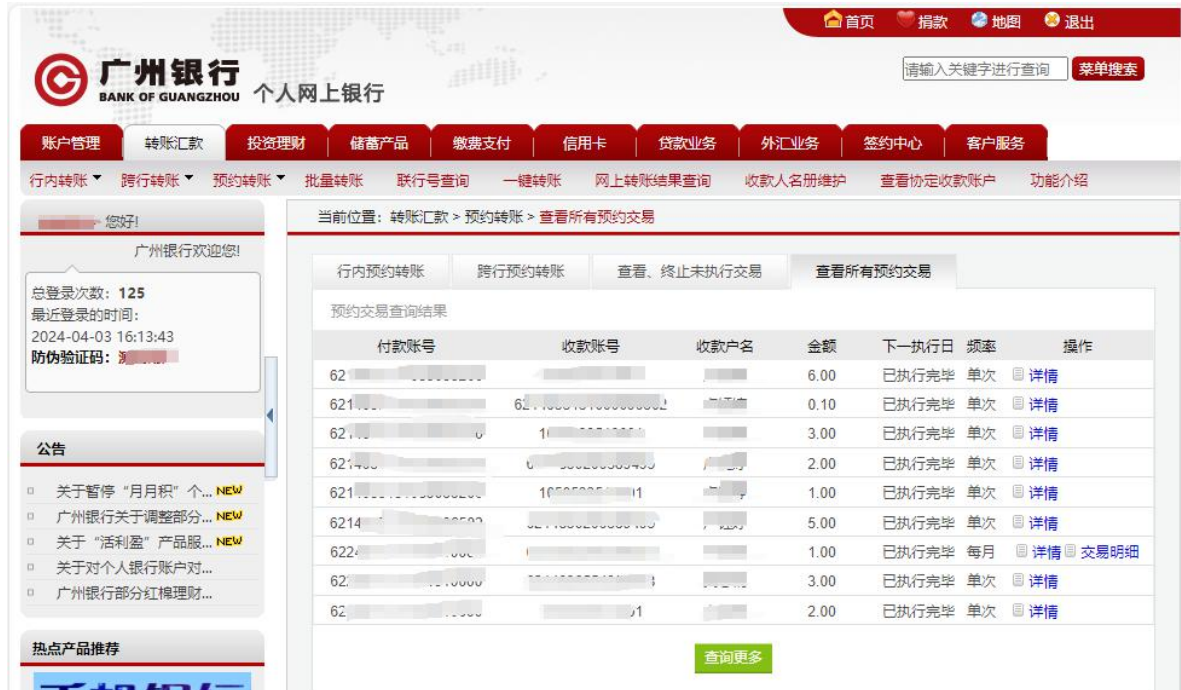 首页 捐款 地图 退出
广州银行 个人网上银行
BANK OF GUANGZHOU
请输入关键字进行查询 菜单搜索
账户管理 转账汇款 投资理财 储蓄产品 缴费支付 信用卡 贷款业务 外汇业务 签约中心 客户服务
行内转账 跨行转账 预约转账 批量转账 联行号查询 一键转账 网上转账结果查询 收款人名册维护 查看协定收款账户 功能介绍
您好!
广州银行欢迎您!
总登录次数：125
最近登录的时间：
2024-04-03 16:13:43
防伪验证码：
公告
关于暂停“月月积”个... NEW
广州银行关于调整部分... NEW
关于“活利盈”产品服... NEW
关于对个人银行账户对...
广州银行部分红棉理财...
热点产品推荐
手机银行
当前位置：转账汇款 > 预约转账 > 查看所有预约交易
行内预约转账 跨行预约转账 查看、终止未执行交易 查看所有预约交易
预约交易查询结果
付款账号 收款账号 收款户名 金额 下一执行日 频率 操作
6.00 已执行完毕 单次 详情
0.10 已执行完毕 单次 详情
3.00 已执行完毕 单次 详情
2.00 已执行完毕 单次 详情
1.00 已执行完毕 单次 详情
5.00 已执行完毕 单次 详情
1.00 已执行完毕 每月 详情 交易明细
3.00 已执行完毕 单次 详情
2.00 已执行完毕 单次 详情
查询更多